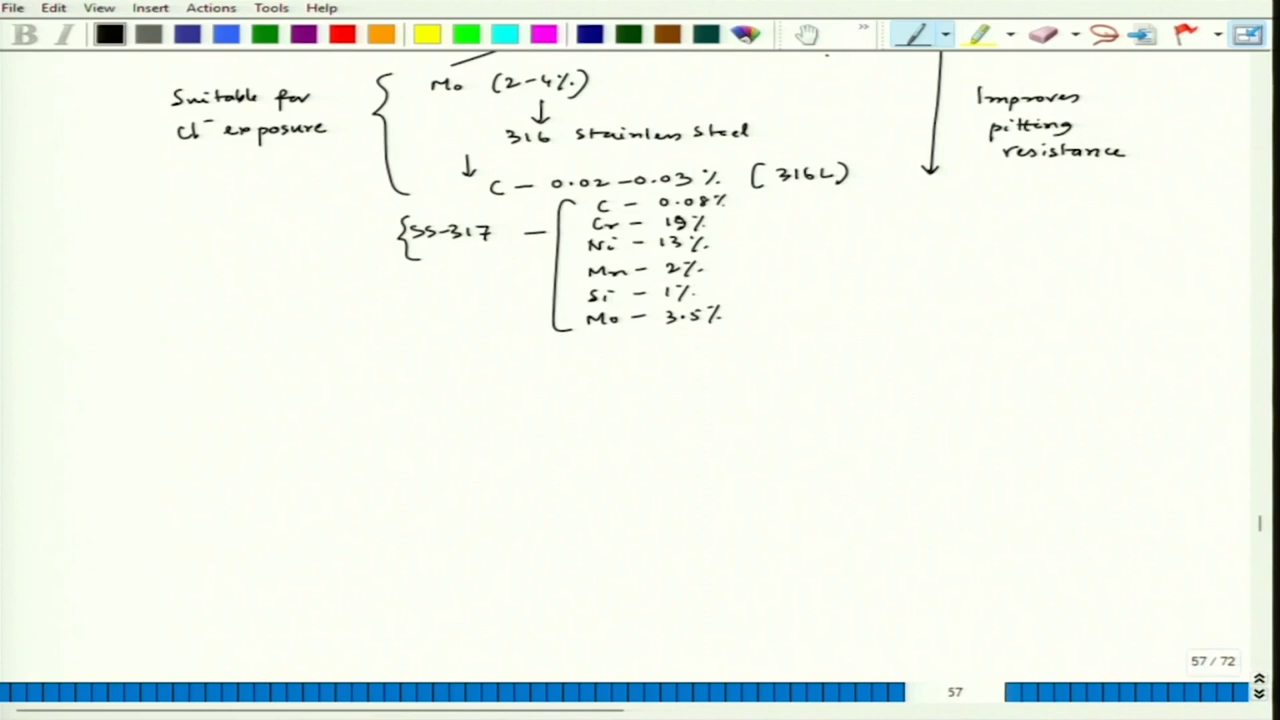 File Edit View Insert Actions Tools Help
B I
Mo (2-4%)
Suitable for
Cl⁻ exposure
316 stainless steel
C - 0.02-0.03% [316L)
Improves
pitting
resistance
SS-317 -
C - 0.08%
Cr - 19%
Ni - 13%
Mn - 2%
Si - 1%
Mo - 3.5%
57 / 72
57